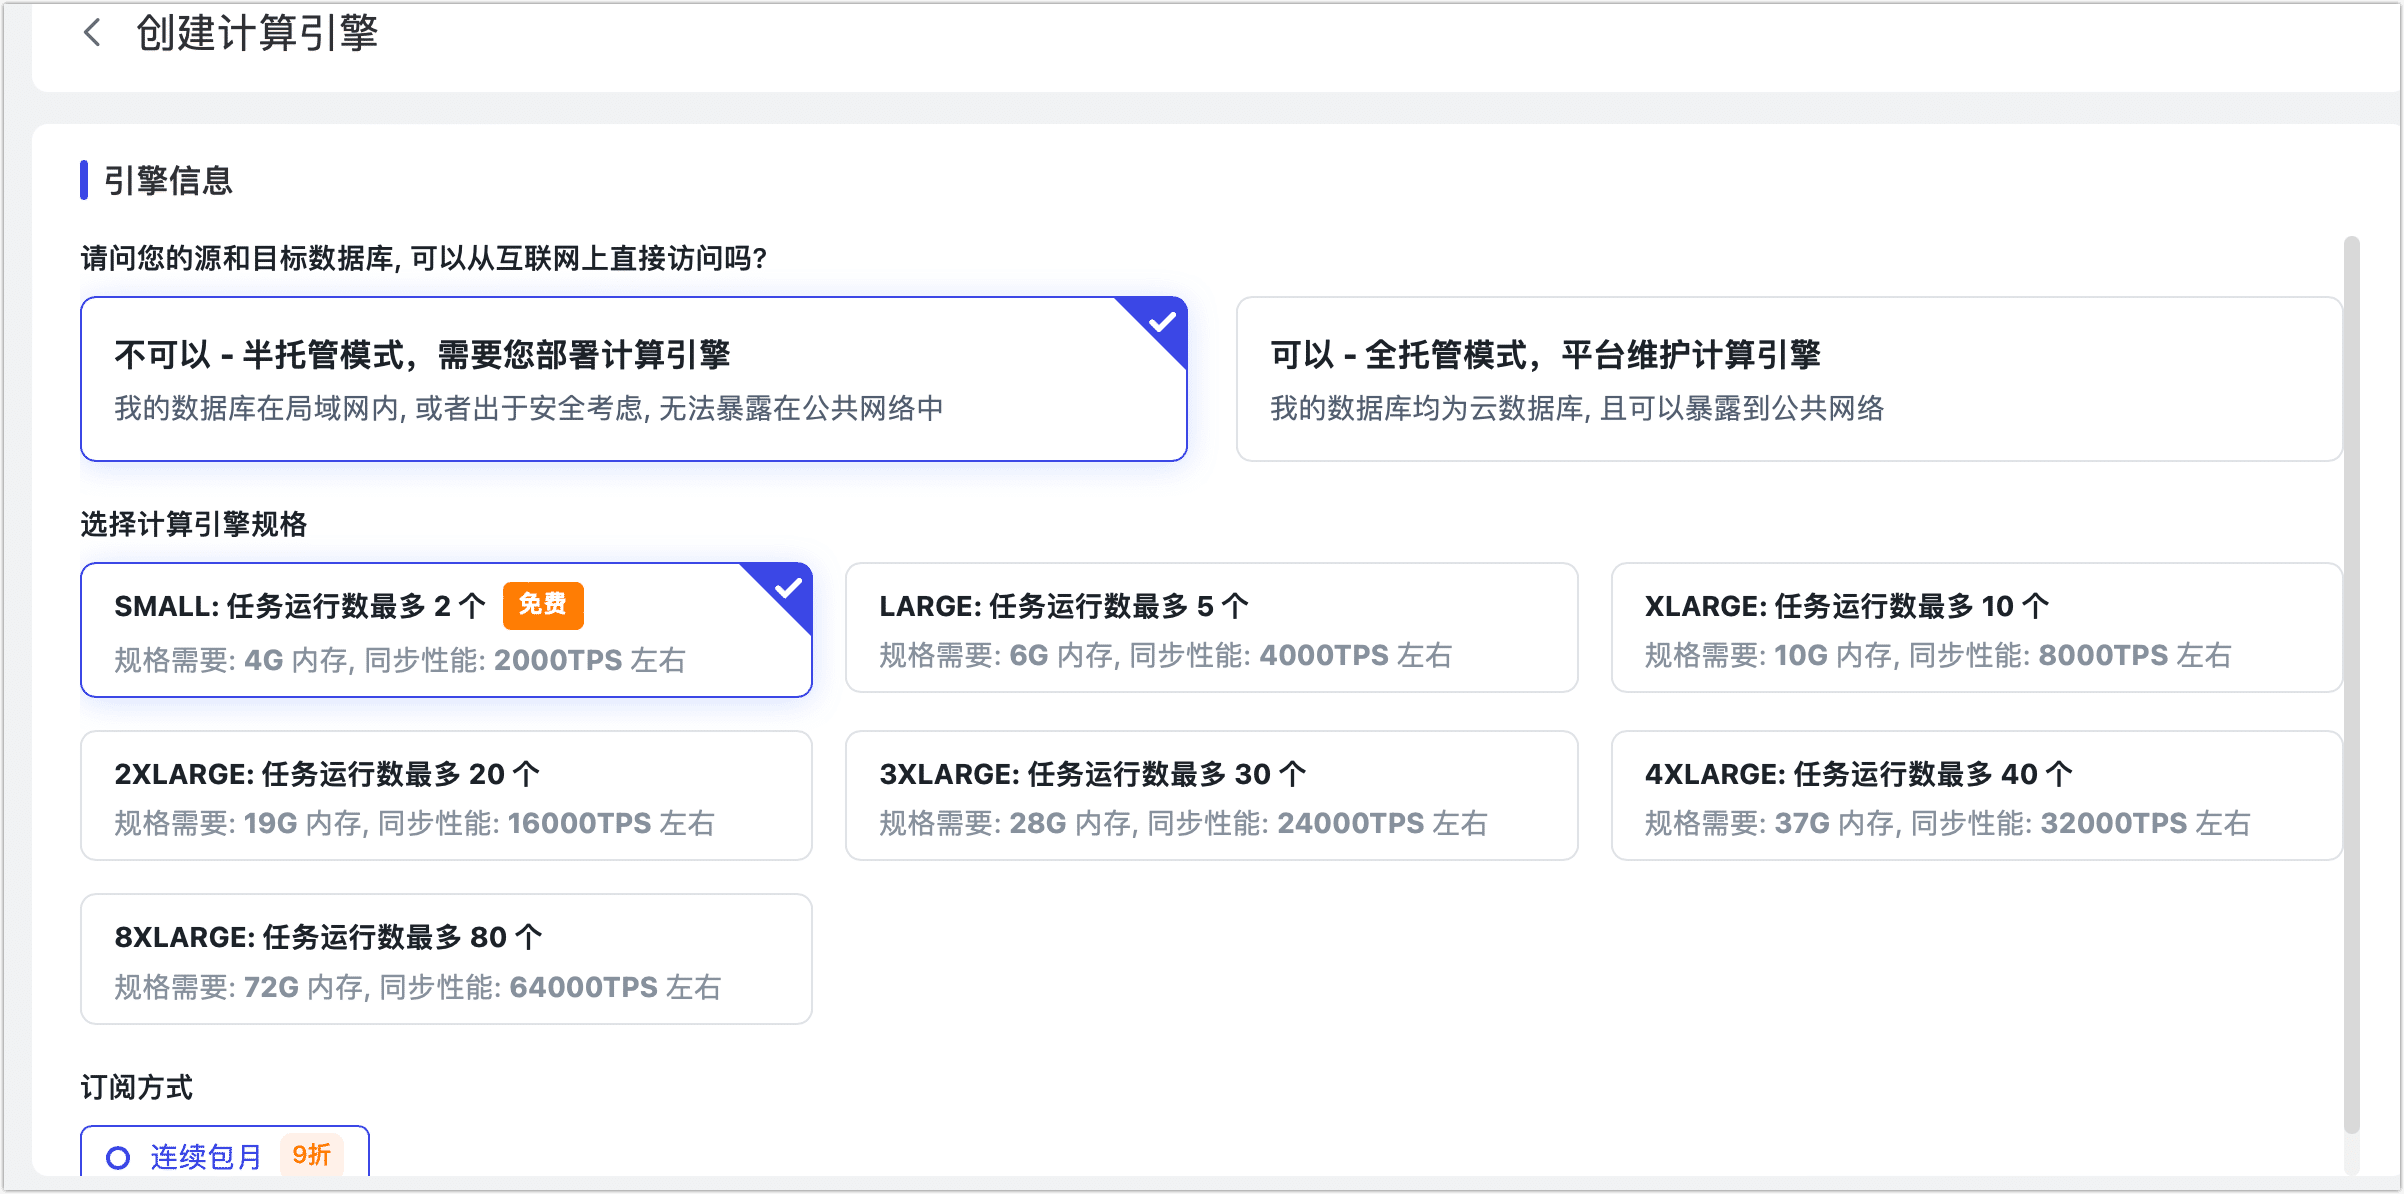 创建计算引擎
引擎信息
请问您的源和目标数据库, 可以从互联网上直接访问吗?
不可以 - 半托管模式，需要您部署计算引擎
我的数据库在局域网内, 或者出于安全考虑, 无法暴露在公共网络中
可以 - 全托管模式，平台维护计算引擎
我的数据库均为云数据库, 且可以暴露到公共网络
选择计算引擎规格
SMALL: 任务运行数最多 2 个 免费
规格需要: 4G 内存, 同步性能: 2000TPS 左右
LARGE: 任务运行数最多 5 个
规格需要: 6G 内存, 同步性能: 4000TPS 左右
XLARGE: 任务运行数最多 10 个
规格需要: 10G 内存, 同步性能: 8000TPS 左右
2XLARGE: 任务运行数最多 20 个
规格需要: 19G 内存, 同步性能: 16000TPS 左右
3XLARGE: 任务运行数最多 30 个
规格需要: 28G 内存, 同步性能: 24000TPS 左右
4XLARGE: 任务运行数最多 40 个
规格需要: 37G 内存, 同步性能: 32000TPS 左右
8XLARGE: 任务运行数最多 80 个
规格需要: 72G 内存, 同步性能: 64000TPS 左右
订阅方式
连续包月 9折